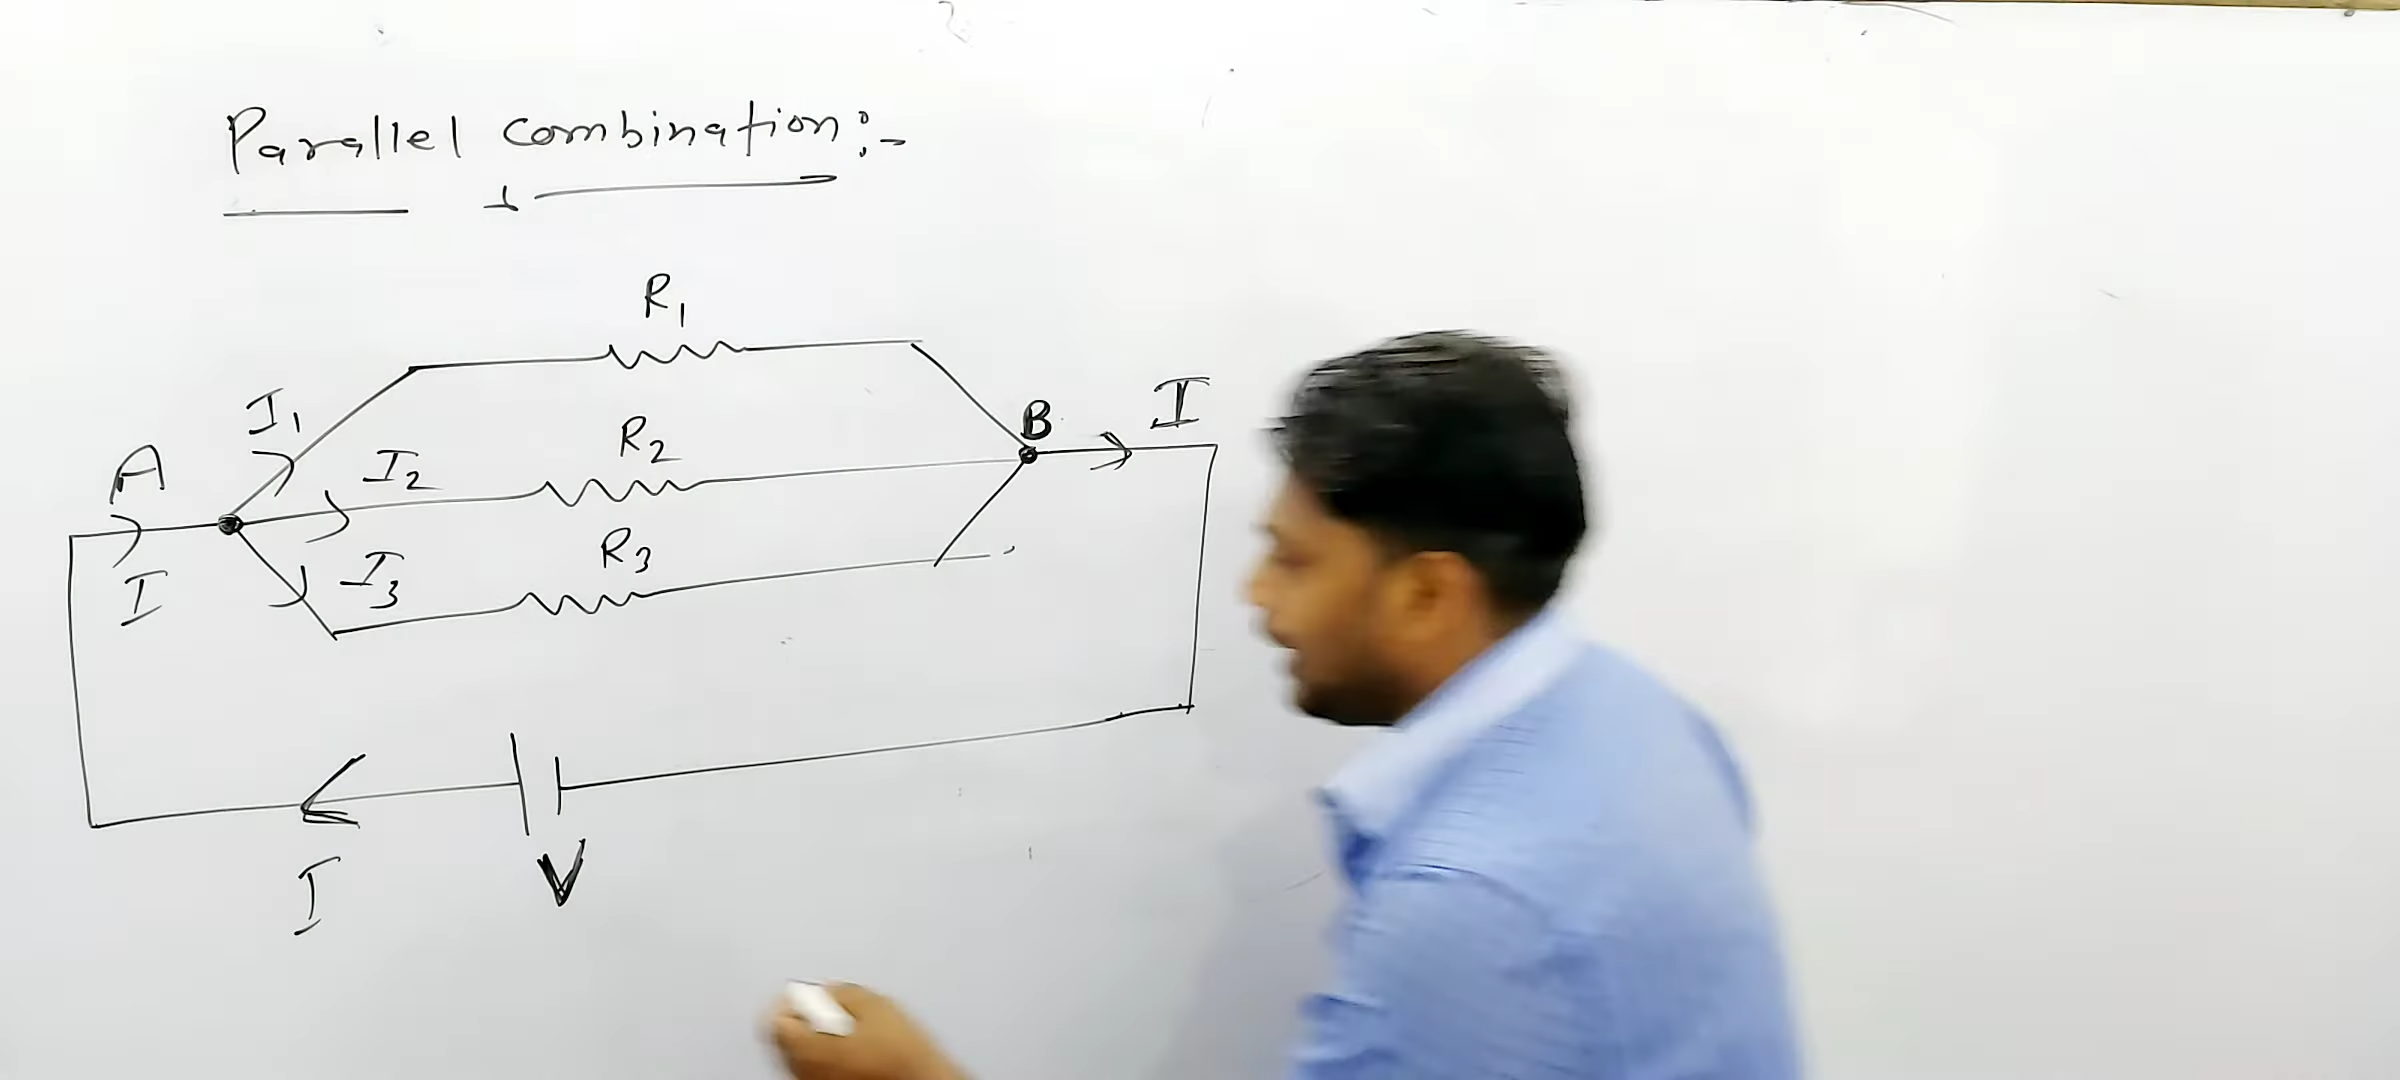 Parallel combination:-
R1
I1
R2
B
I
A
I2
R3
I
I3
I
V